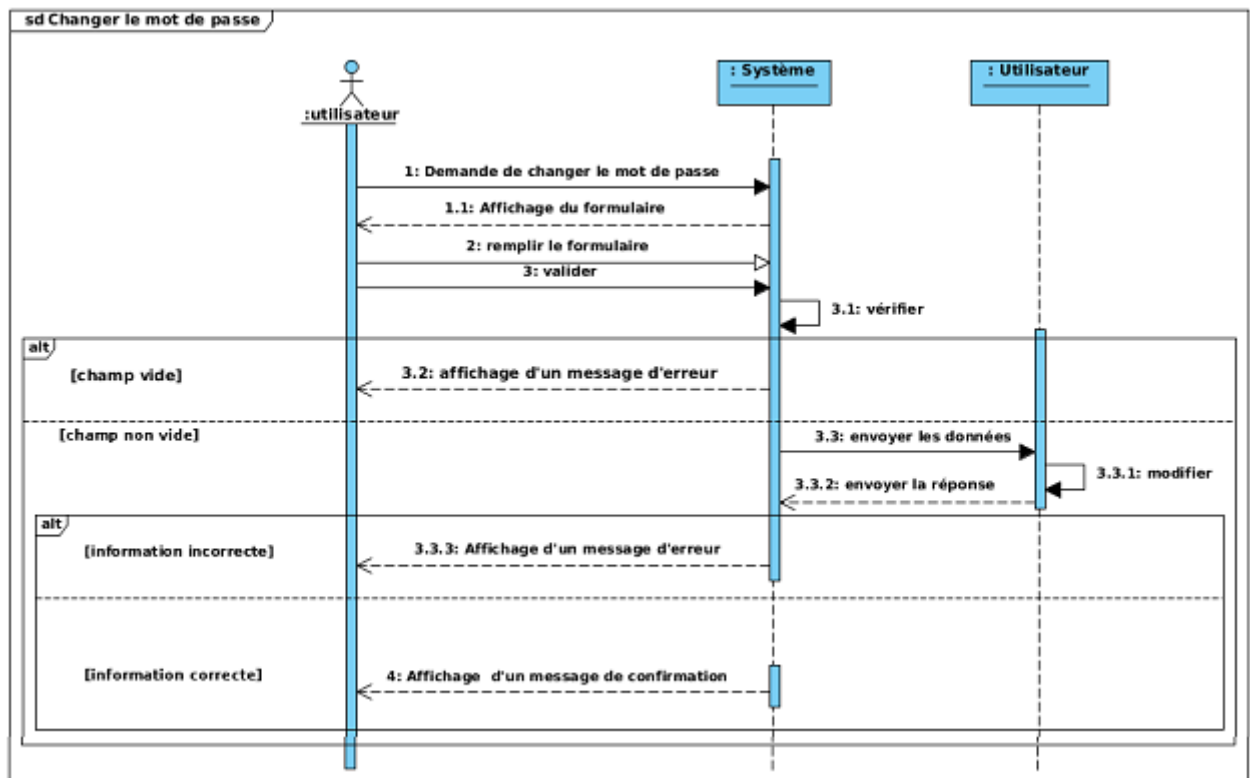 sd Changer le mot de passe
:utilisateur
: Système
: Utilisateur
1: Demande de changer le mot de passe
1.1: Affichage du formulaire
2: remplir le formulaire
3: valider
3.1: vérifier
alt
[champ vide]
3.2: affichage d'un message d'erreur
[champ non vide]
3.3: envoyer les données
3.3.1: modifier
3.3.2: envoyer la réponse
alt
[information incorrecte]
3.3.3: Affichage d'un message d'erreur
[information correcte]
4: Affichage d'un message de confirmation